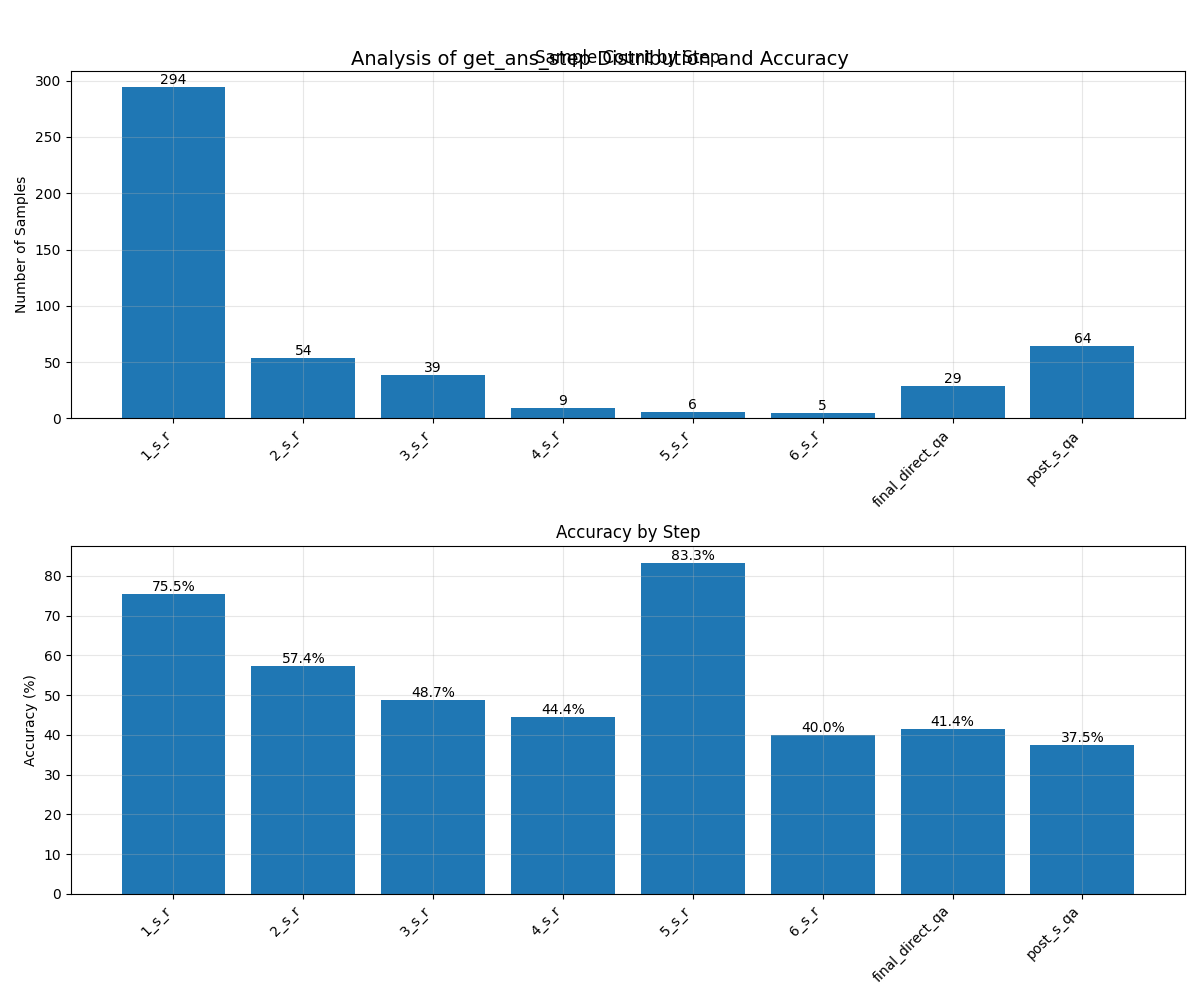 Analysis of get_ans_step Distribution and Accuracy
Sample Count by Step
Number of Samples
300
250
200
150
100
50
0
294
54
39
9
6
5
29
64
1_s_r
2_s_r
3_s_r
4_s_r
5_s_r
6_s_r
final_direct_qa
post_s_qa
Accuracy by Step
Accuracy (%)
80
70
60
50
40
30
20
10
0
75.5%
57.4%
48.7%
44.4%
83.3%
40.0%
41.4%
37.5%
1_s_r
2_s_r
3_s_r
4_s_r
5_s_r
6_s_r
final_direct_qa
post_s_qa